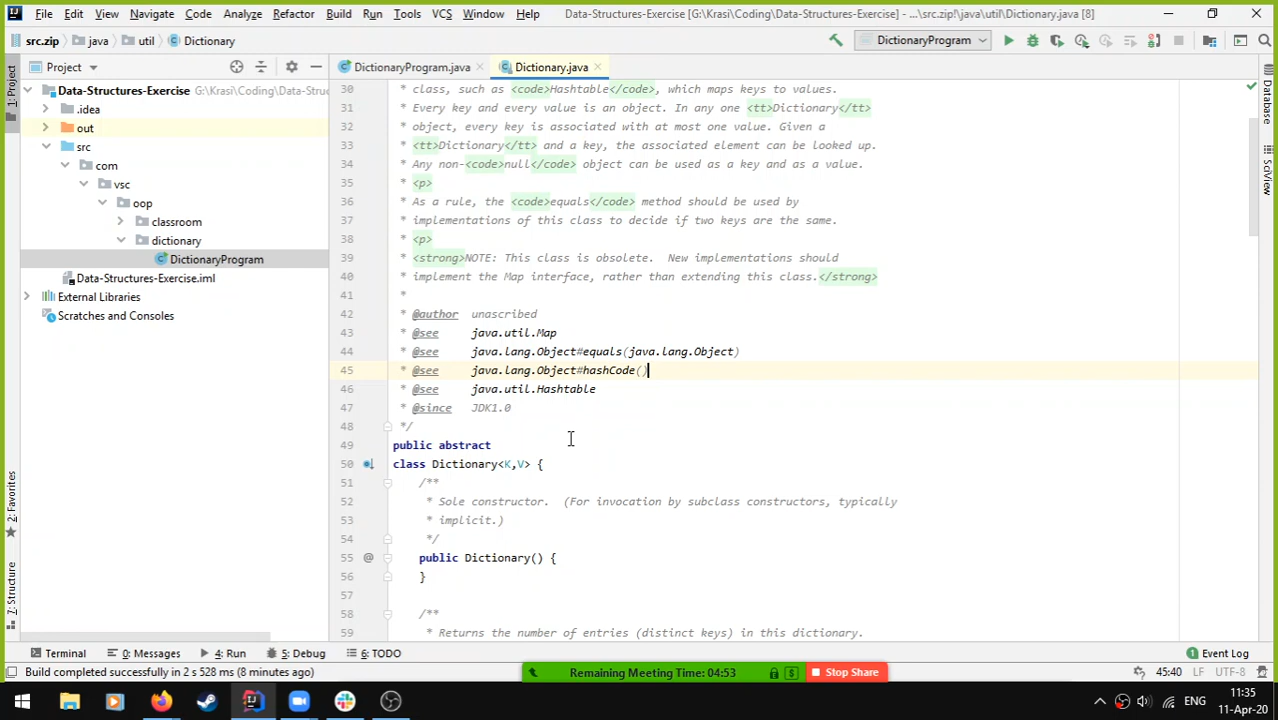 File Edit View Navigate Code Analyze Refactor Build Run Tools VCS Window Help Data-Structures-Exercise [G:\Krasi\Coding\Data-Structures-Exercise] - ...\src.zip!\java\util\Dictionary.java [8]
src.zip java util Dictionary DictionaryProgram
Project DictionaryProgram.java Dictionary.java
1: Project
Data-Structures-Exercise G:\Krasi\Coding\Data-Stru
.idea
out
src
com
vsc
oop
classroom
dictionary
DictionaryProgram
Data-Structures-Exercise.iml
External Libraries
Scratches and Consoles
2: Favorites
7: Structure
30 * class, such as <code>Hashtable</code>, which maps keys to values.
31 * Every key and every value is an object. In any one <tt>Dictionary</tt>
32 * object, every key is associated with at most one value. Given a
33 * <tt>Dictionary</tt> and a key, the associated element can be looked up.
34 * Any non-<code>null</code> object can be used as a key and as a value.
35 * <p>
36 * As a rule, the <code>equals</code> method should be used by
37 * implementations of this class to decide if two keys are the same.
38 * <p>
39 * <strong>NOTE: This class is obsolete.  New implementations should
40 * implement the Map interface, rather than extending this class.</strong>
41 *
42 * @author unascribed
43 * @see java.util.Map
44 * @see java.lang.Object#equals(java.lang.Object)
45 * @see java.lang.Object#hashCode()
46 * @see java.util.Hashtable
47 * @since JDK1.0
48 */
49 public abstract
50 class Dictionary<K,V> {
51 /**
52 * Sole constructor.  (For invocation by subclass constructors, typically
53 * implicit.)
54 */
55 @ public Dictionary() {
56 }
57
58 /**
59 * Returns the number of entries (distinct keys) in this dictionary.
Database
SciView
Terminal 0: Messages 4: Run 5: Debug 6: TODO Event Log
Build completed successfully in 2 s 528 ms (8 minutes ago) Remaining Meeting Time: 04:53 Stop Share 45:40 LF UTF-8
ENG 11:35
11-Apr-20